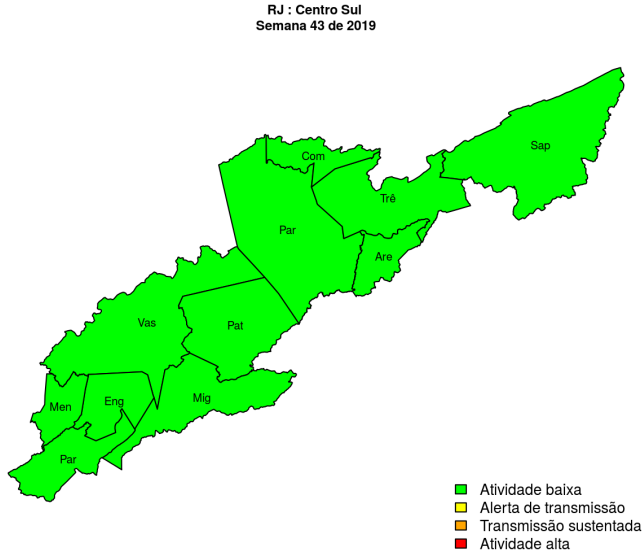 RJ : Centro Sul
Semana 43 de 2019
Sap
Com
Trê
Par
Are
Vas
Pat
Mig
Men
Eng
Par
Atividade baixa
Alerta de transmissão
Transmissão sustentada
Atividade alta